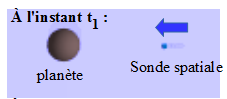 À l'instant t1 :
Sonde spatiale
planète